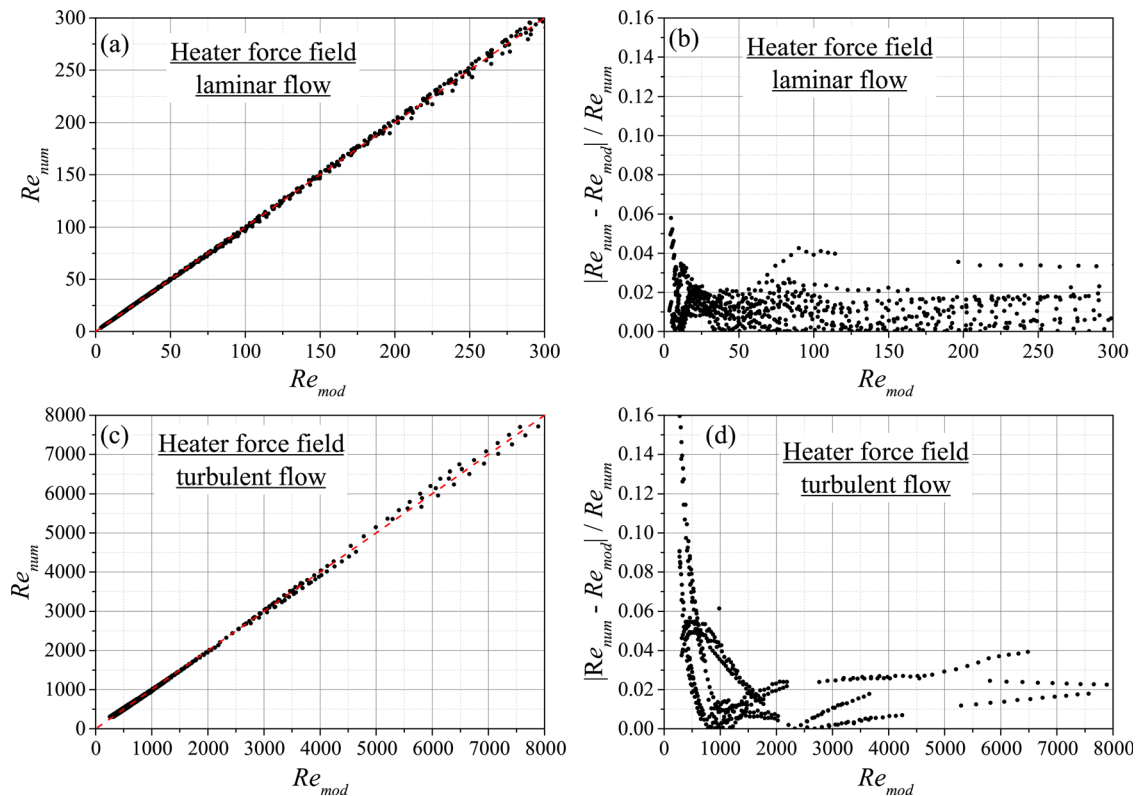 (a)
Heater force field
laminar flow
Re_num
300
250
200
150
100
50
0
0 50 100 150 200 250 300
Re_mod
(b)
Heater force field
laminar flow
|Re_num - Re_mod| / Re_num
0.16
0.14
0.12
0.10
0.08
0.06
0.04
0.02
0.00
0 50 100 150 200 250 300
Re_mod
(c)
Heater force field
turbulent flow
Re_num
8000
7000
6000
5000
4000
3000
2000
1000
0
0 1000 2000 3000 4000 5000 6000 7000 8000
Re_mod
(d)
Heater force field
turbulent flow
|Re_num - Re_mod| / Re_num
0.16
0.14
0.12
0.10
0.08
0.06
0.04
0.02
0.00
0 1000 2000 3000 4000 5000 6000 7000 8000
Re_mod